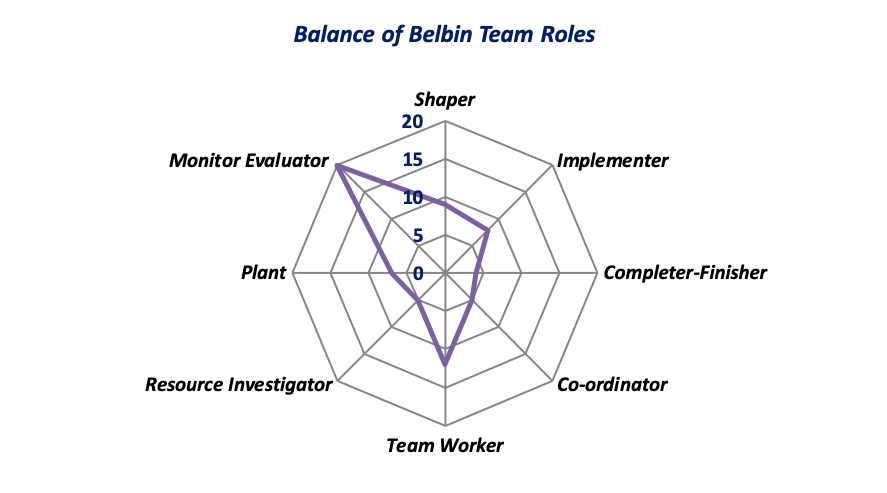 Balance of Belbin Team Roles
Shaper
20
Monitor Evaluator
15
Implementer
10
5
Plant
0
Completer-Finisher
Resource Investigator
Co-ordinator
Team Worker